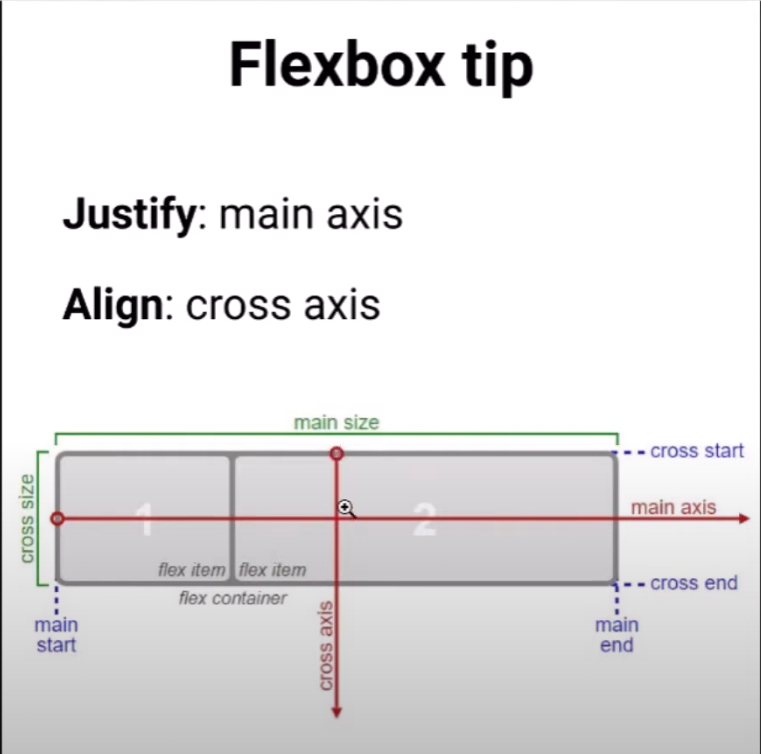 Flexbox tip
Justify: main axis
Align: cross axis
main size
cross start
cross size
1
2
main axis
flex item
flex item
cross end
flex container
cross axis
main
start
main
end